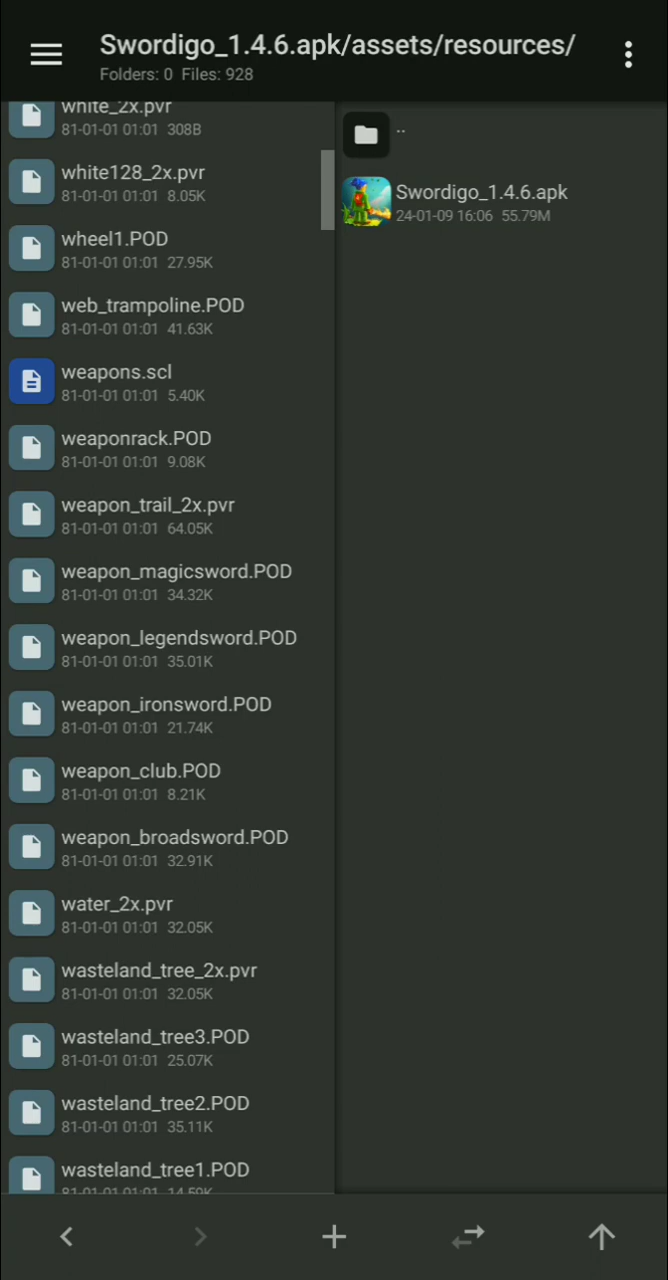 Swordigo_1.4.6.apk/assets/resources/
Folders: 0 Files: 928
white_2x.pvr
81-01-01 01:01 308B
white128_2x.pvr
81-01-01 01:01 8.05K
wheel1.POD
81-01-01 01:01 27.95K
web_trampoline.POD
81-01-01 01:01 41.63K
weapons.scl
81-01-01 01:01 5.40K
weaponrack.POD
81-01-01 01:01 9.08K
weapon_trail_2x.pvr
81-01-01 01:01 64.05K
weapon_magicsword.POD
81-01-01 01:01 34.32K
weapon_legendsword.POD
81-01-01 01:01 35.01K
weapon_ironsword.POD
81-01-01 01:01 21.74K
weapon_club.POD
81-01-01 01:01 8.21K
weapon_broadsword.POD
81-01-01 01:01 32.91K
water_2x.pvr
81-01-01 01:01 32.05K
wasteland_tree_2x.pvr
81-01-01 01:01 32.05K
wasteland_tree3.POD
81-01-01 01:01 25.07K
wasteland_tree2.POD
81-01-01 01:01 35.11K
wasteland_tree1.POD
81-01-01 01:01 14.59K
..
Swordigo_1.4.6.apk
24-01-09 16:06 55.79M